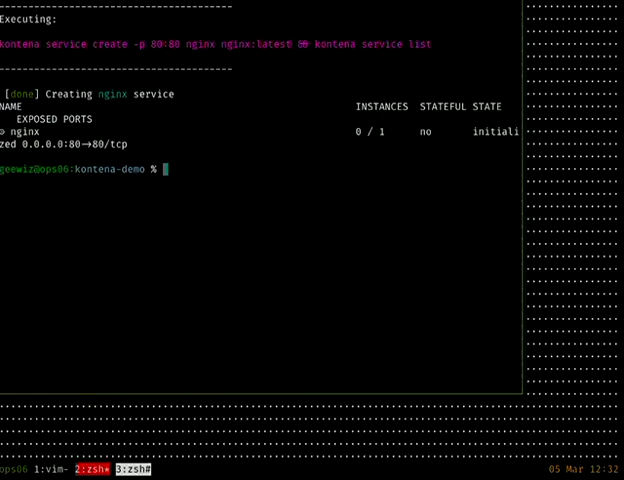 ----------------------------------------
Executing:
kontena service create -p 80:80 nginx nginx:latest && kontena service list
----------------------------------------
[done] Creating nginx service
NAME INSTANCES STATEFUL STATE
EXPOSED PORTS
⊝ nginx 0 / 1 no initiali
zed 0.0.0.0:80→80/tcp
geewiz@ops06:kontena-demo %
ops06 1:vim- 2:zsh* 3:zsh# 05 Mar 12:32